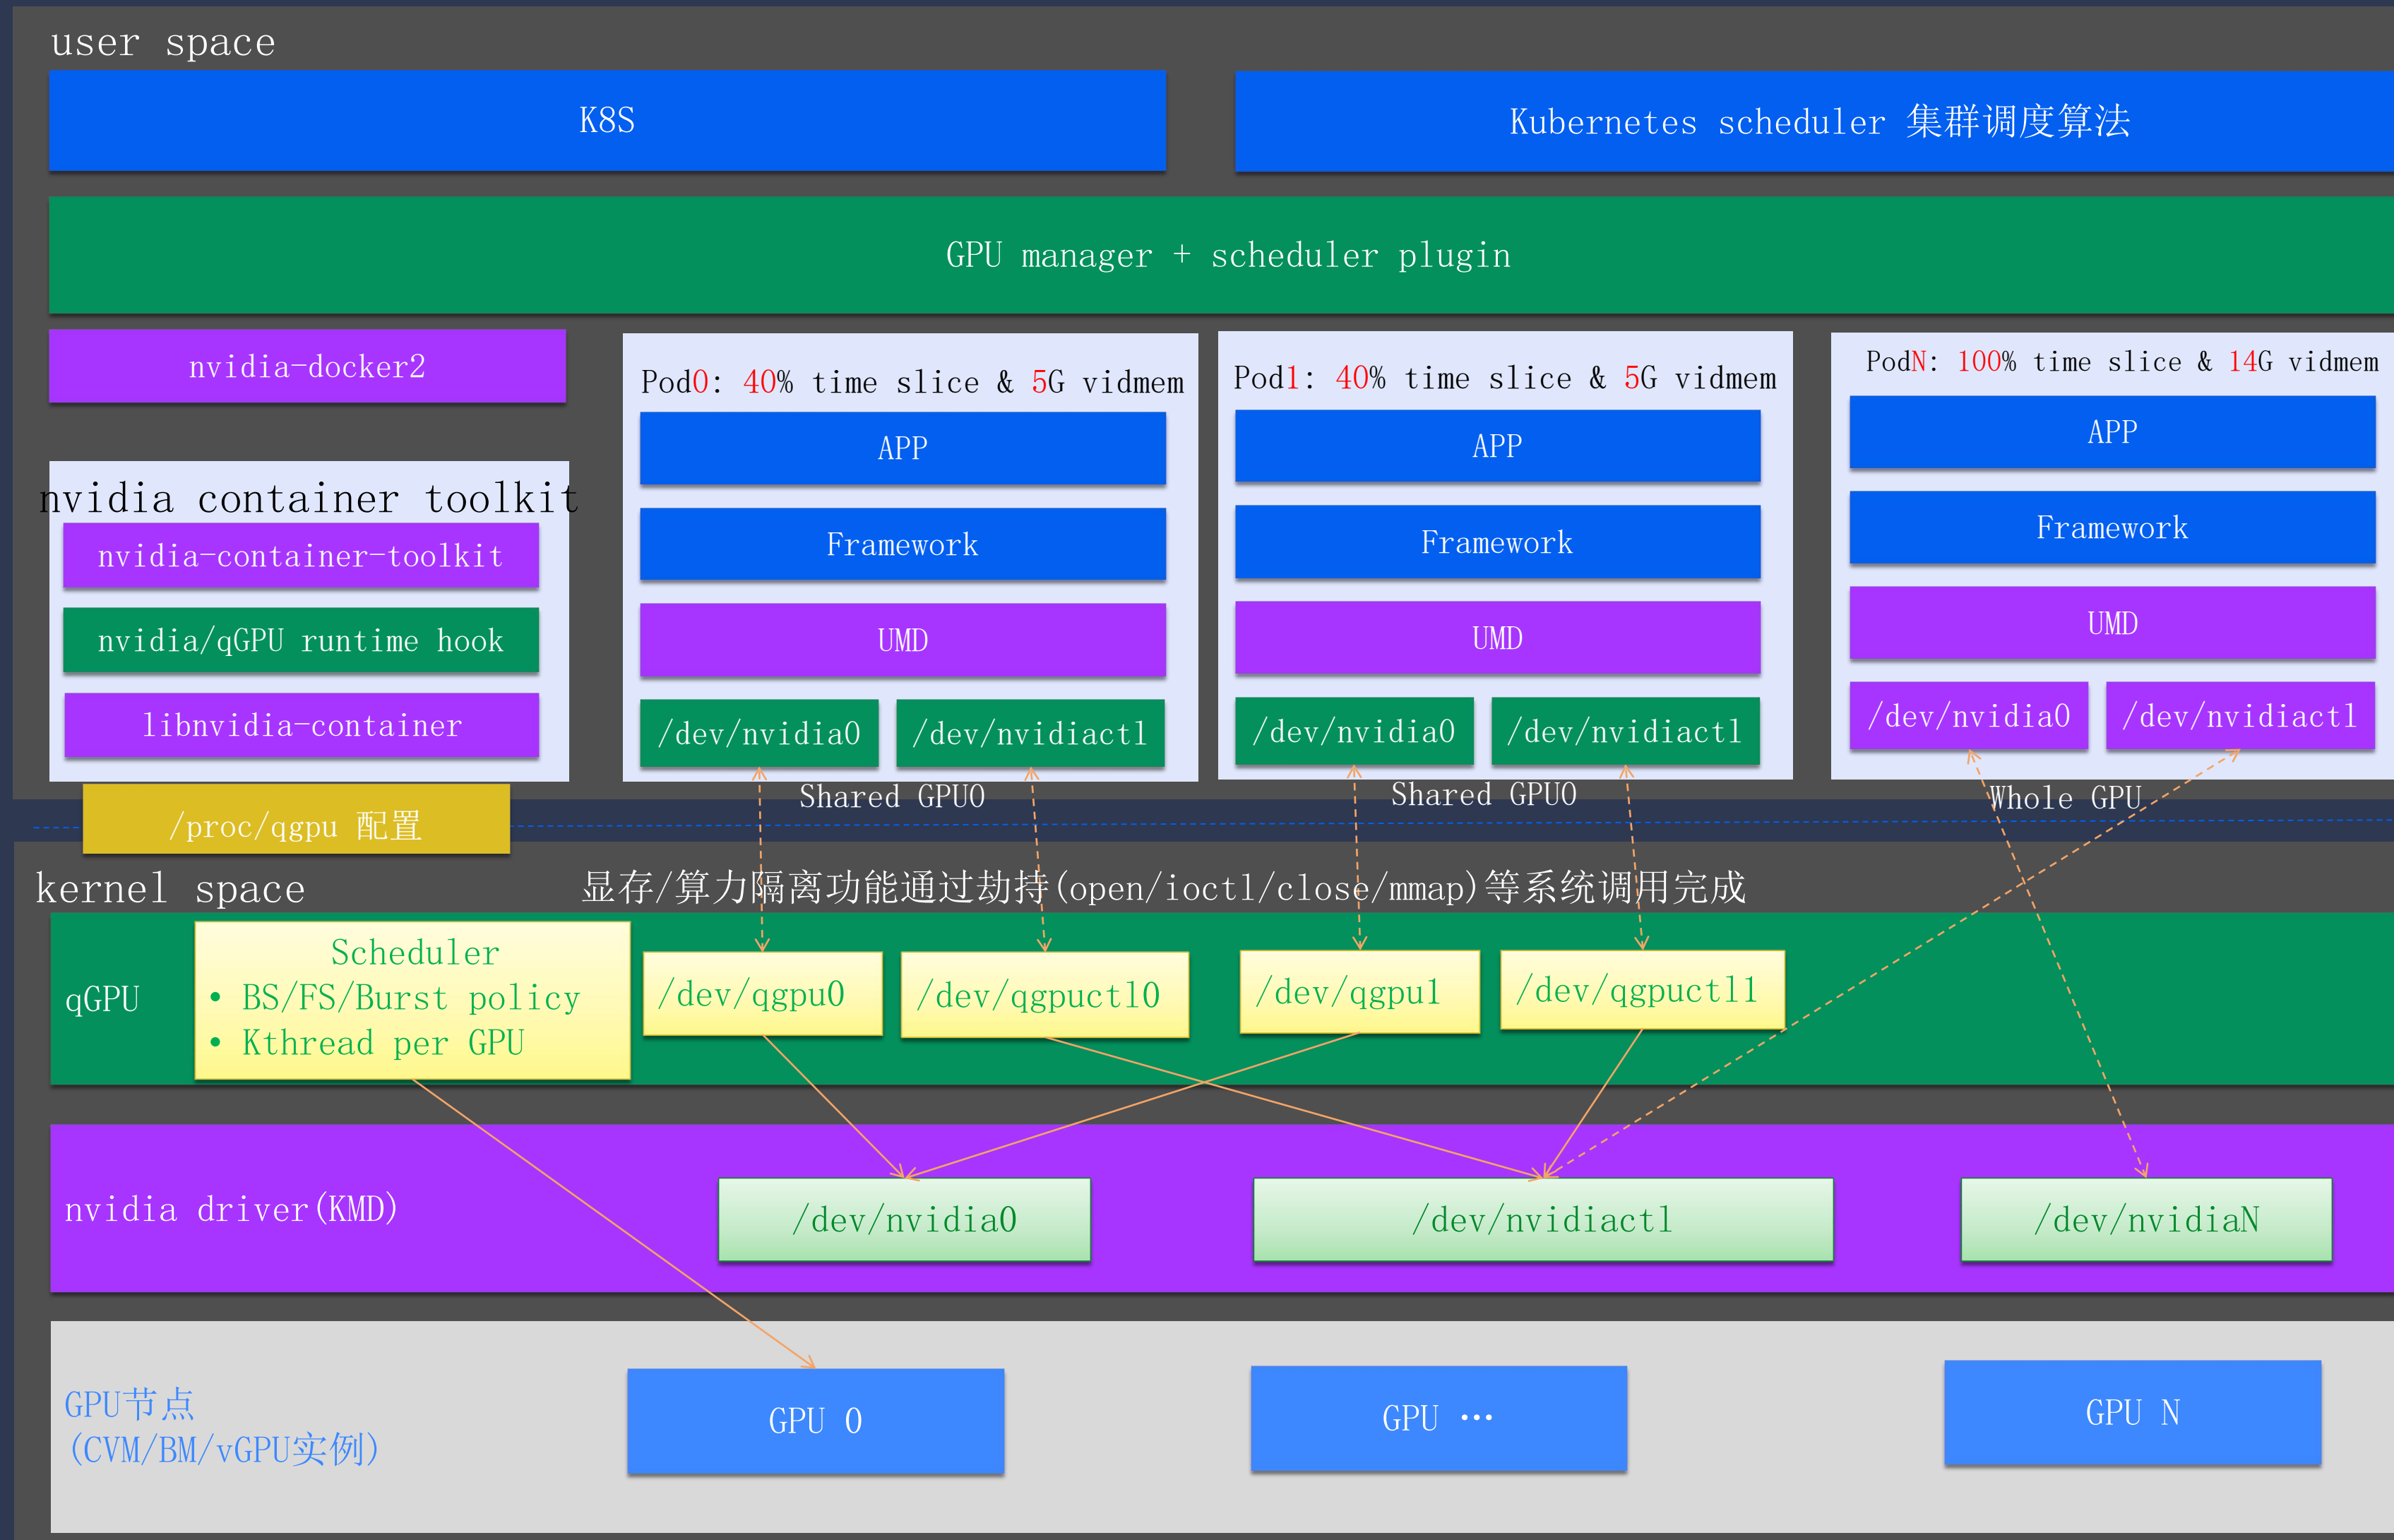 user space
K8S
Kubernetes scheduler 集群调度算法
GPU manager + scheduler plugin
nvidia-docker2
nvidia container toolkit
nvidia-container-toolkit
nvidia/qGPU runtime hook
libnvidia-container
/proc/qgpu 配置
Pod0: 40% time slice & 5G vidmem
APP
Framework
UMD
/dev/nvidia0
/dev/nvidiactl
Shared GPU0
Pod1: 40% time slice & 5G vidmem
APP
Framework
UMD
/dev/nvidia0
/dev/nvidiactl
Shared GPU0
PodN: 100% time slice & 14G vidmem
APP
Framework
UMD
/dev/nvidia0
/dev/nvidiactl
Whole GPU
kernel space
显存/算力隔离功能通过劫持(open/ioctl/close/mmap)等系统调用完成
qGPU
Scheduler
• BS/FS/Burst policy
• Kthread per GPU
/dev/qgpu0
/dev/qgpuctl0
/dev/qgpu1
/dev/qgpuctl1
nvidia driver(KMD)
/dev/nvidia0
/dev/nvidiactl
/dev/nvidiaN
GPU节点
(CVM/BM/vGPU实例)
GPU 0
GPU …
GPU N